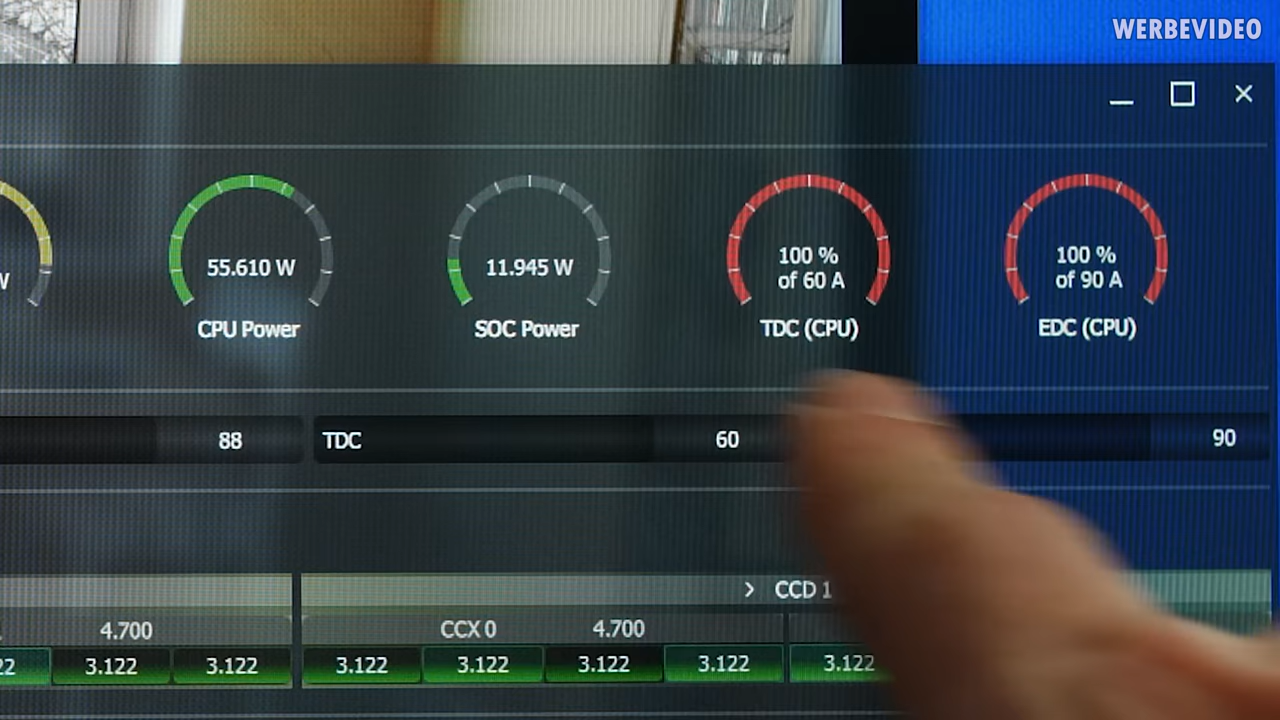 WERBEVIDEO
W
55.610 W
CPU Power
11.945 W
SOC Power
100 %
of 60 A
TDC (CPU)
100 %
of 90 A
EDC (CPU)
88
TDC
60
90
CCD 1
4.700
CCX 0
4.700
22
3.122
3.122
3.122
3.122
3.122
3.122
3.122